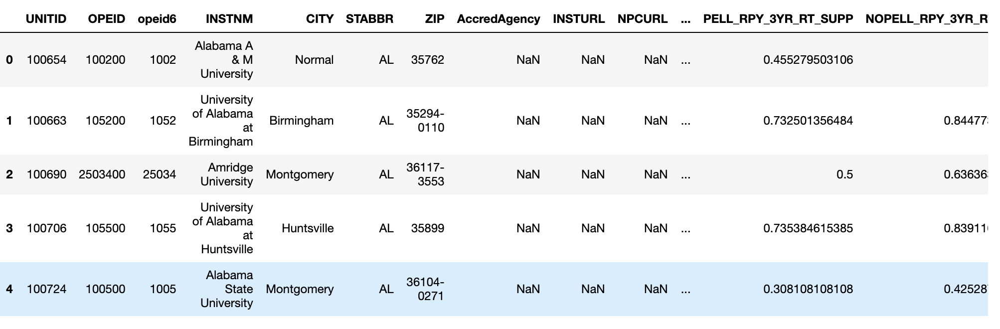 UNITID OPEID opeid6 INSTNM CITY STABBR ZIP AccredAgency INSTURL NPCURL ... PELL_RPY_3YR_RT_SUPP NOPELL_RPY_3YR_R
Alabama A
0 100654 100200 1002 & M Normal AL 35762 NaN NaN NaN ... 0.455279503106
University
University
of Alabama 35294-
1 100663 105200 1052 Birmingham AL NaN NaN NaN ... 0.732501356484 0.84477
at 0110
Birmingham
Amridge 36117-
2 100690 2503400 25034 Montgomery AL NaN NaN NaN ... 0.5 0.63636
University 3553
University
of Alabama
3 100706 105500 1055 Huntsville AL 35899 NaN NaN NaN ... 0.735384615385 0.83911
at
Huntsville
Alabama 36104-
4 100724 100500 1005 State Montgomery AL NaN NaN NaN ... 0.308108108108 0.42528
University 0271